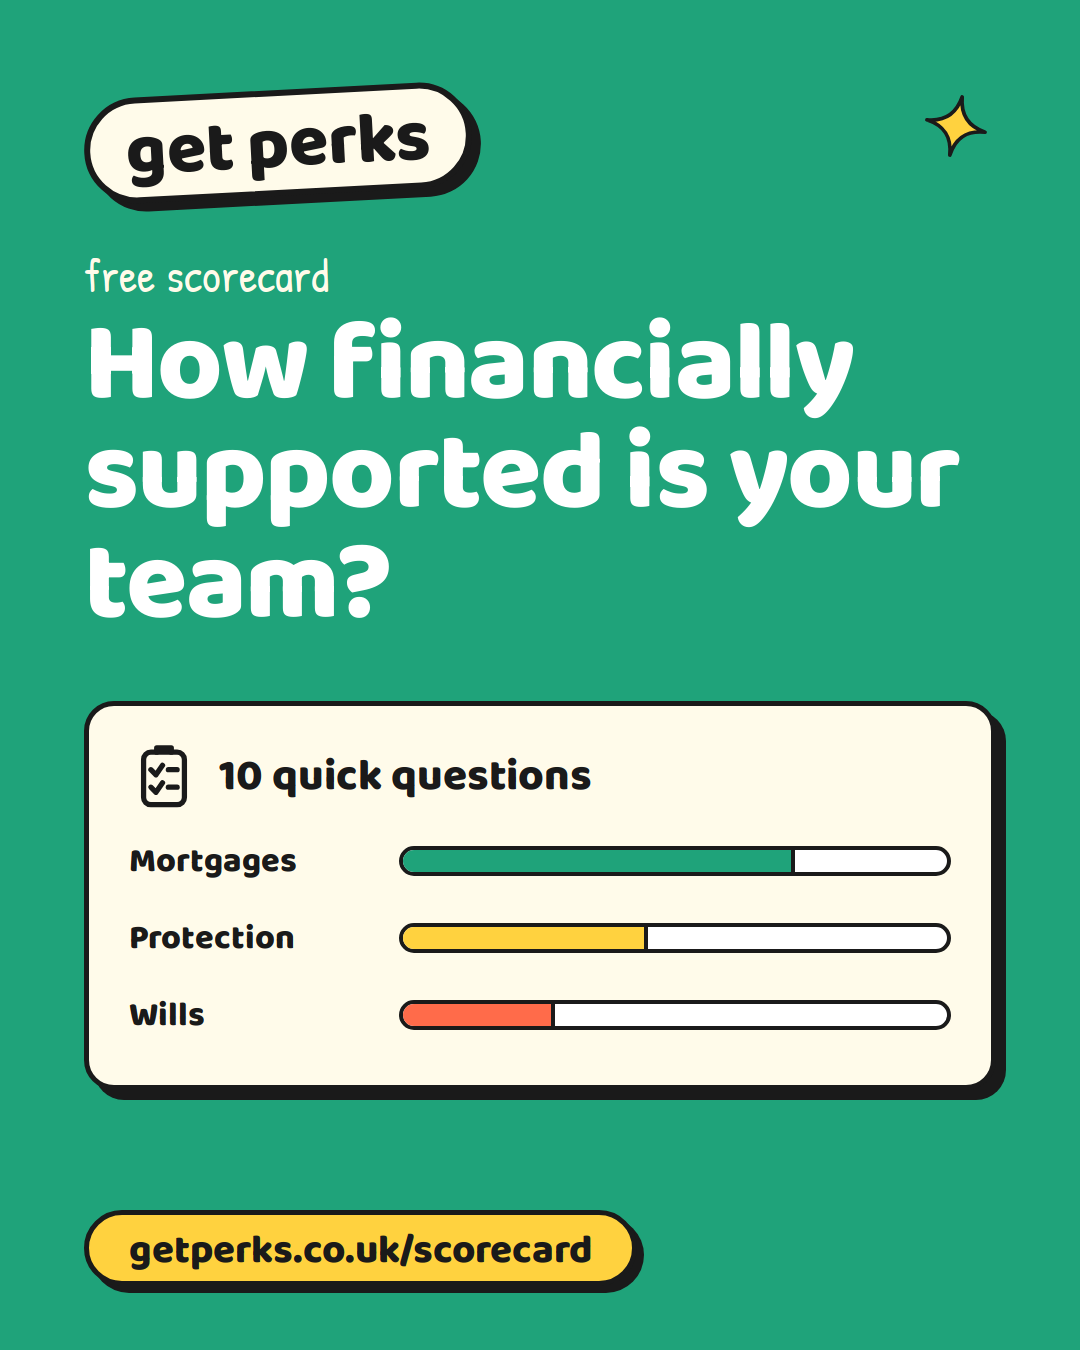 get perks
free scorecard
How financially
supported is your
team?
10 quick questions
Mortgages
Protection
Wills
getperks.co.uk/scorecard